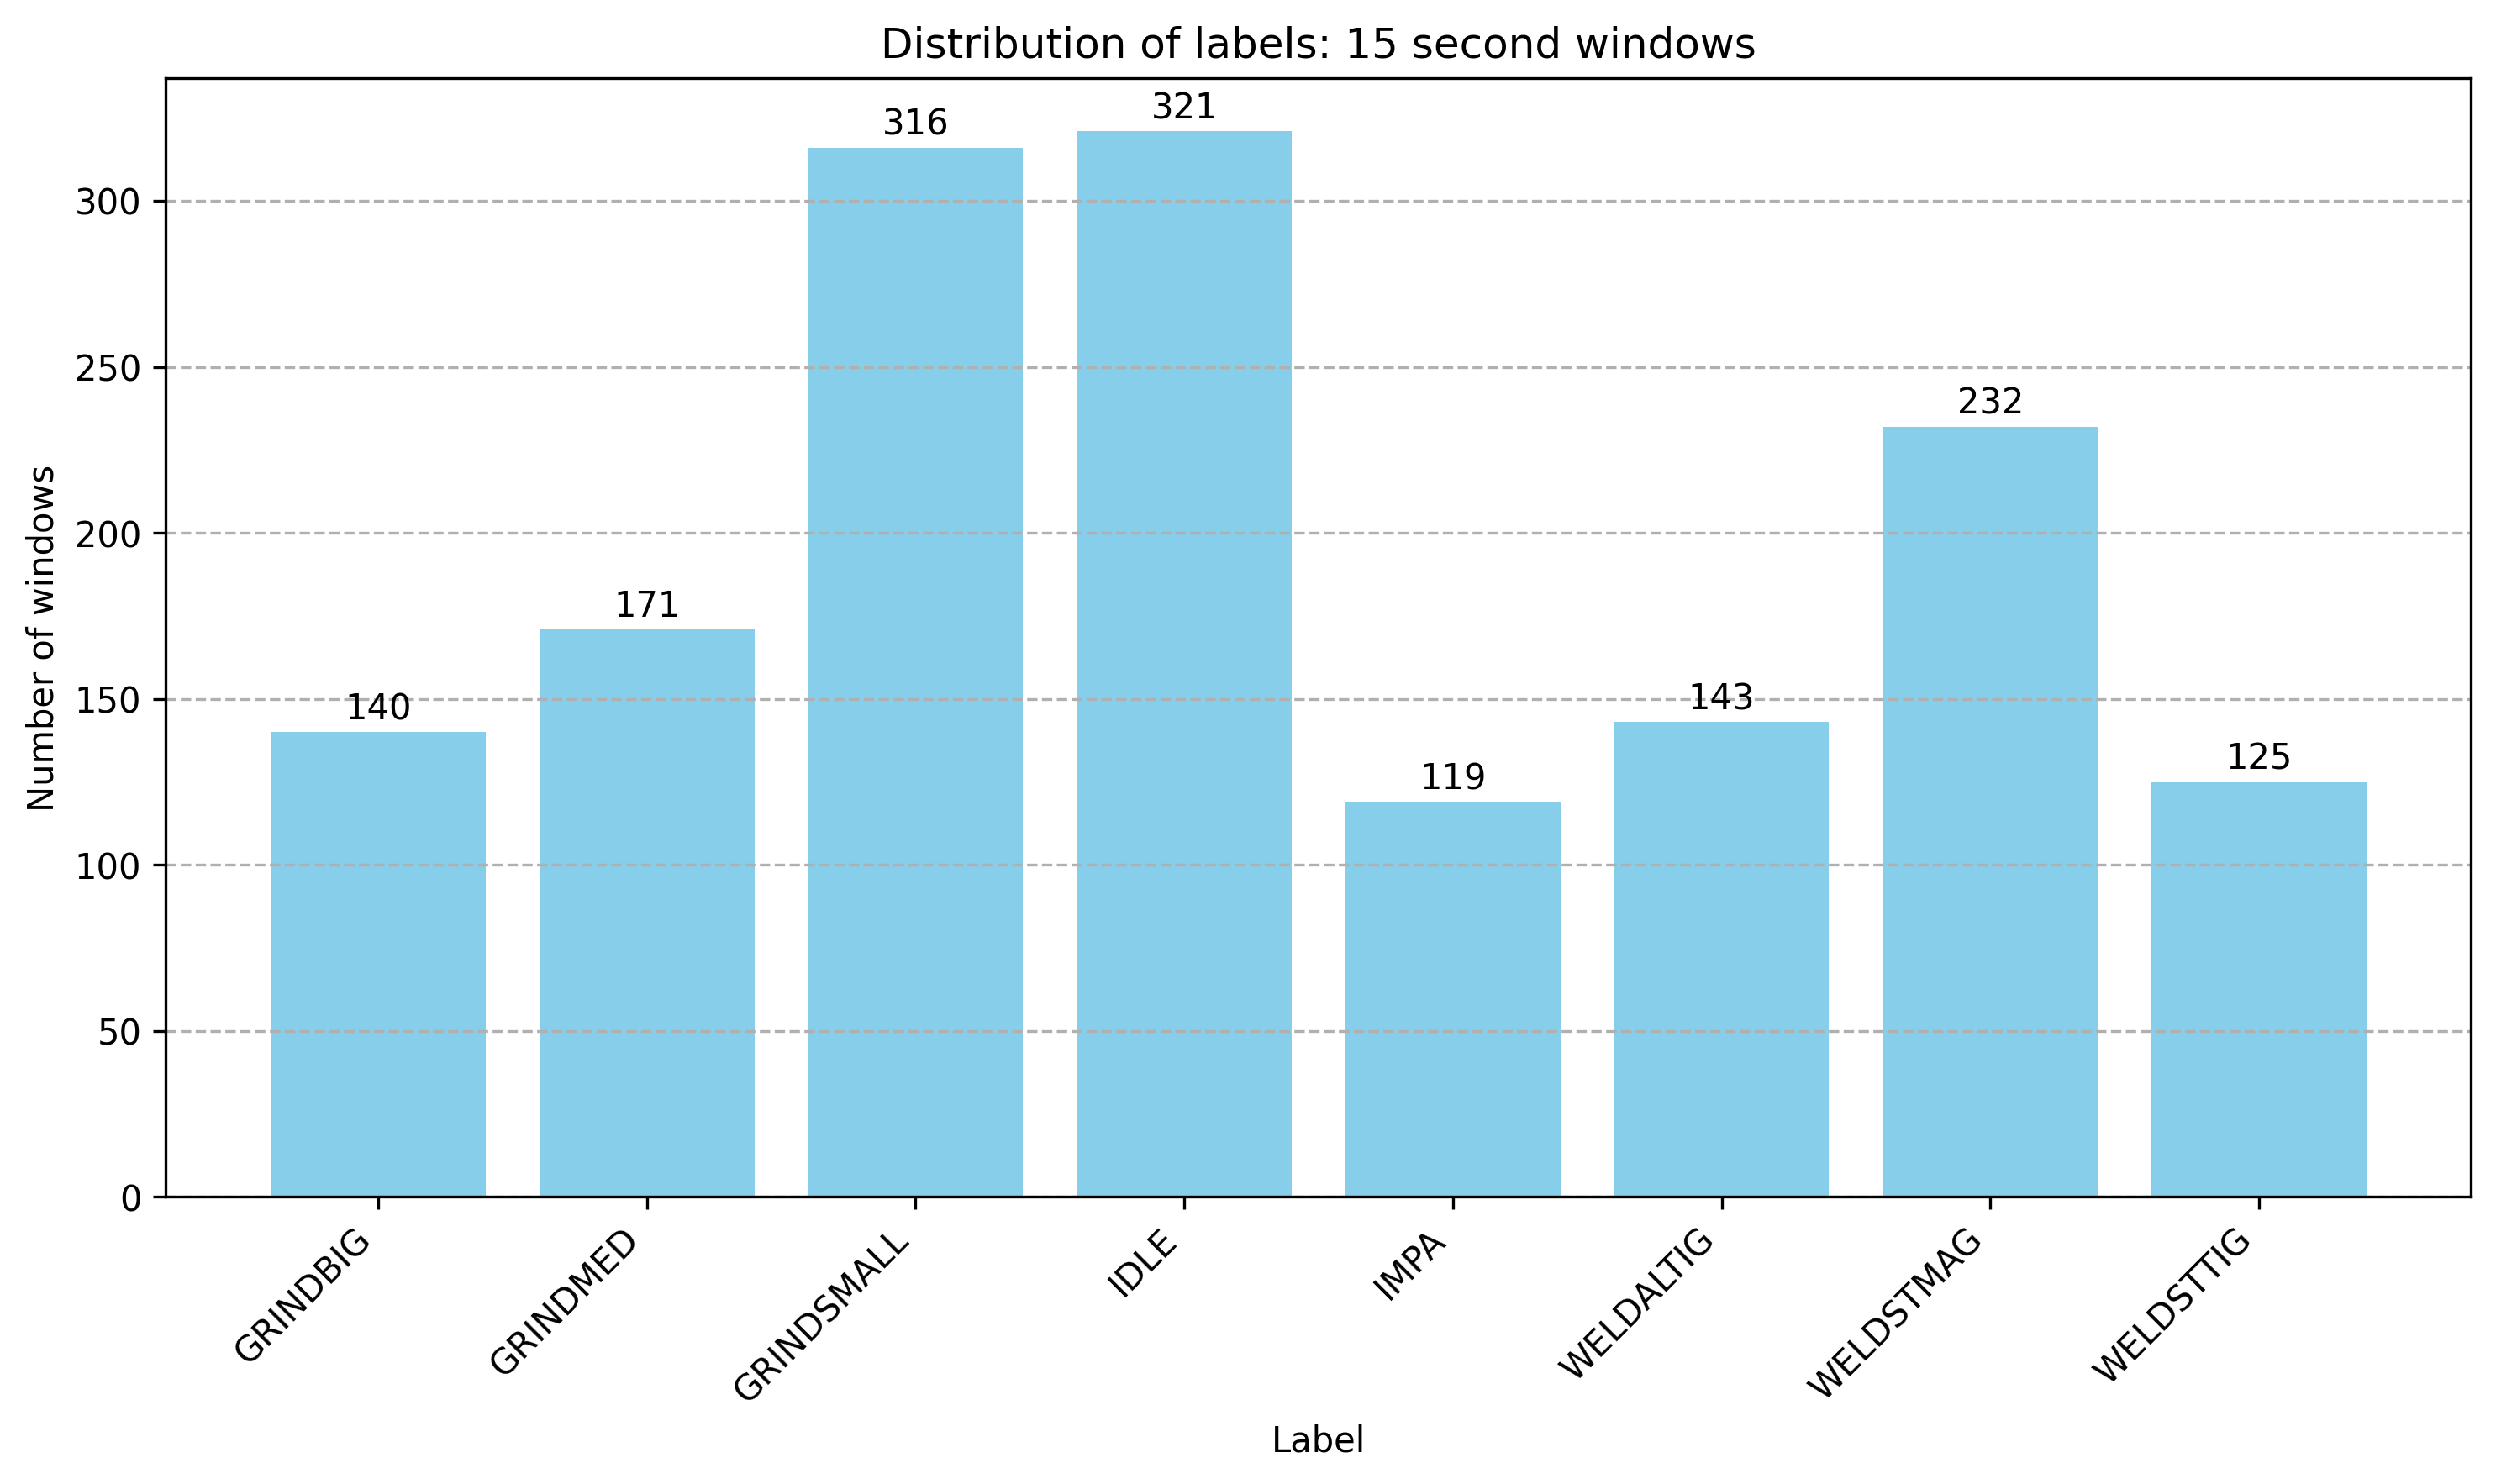 Distribution of labels: 15 second windows
Number of windows
300
250
200
150
100
50
0
140
171
316
321
119
143
232
125
GRINDBIG
GRINDMED
GRINDSMALL
IDLE
IMPA
WELDALTIG
WELDSTMAG
WELDSTTIG
Label